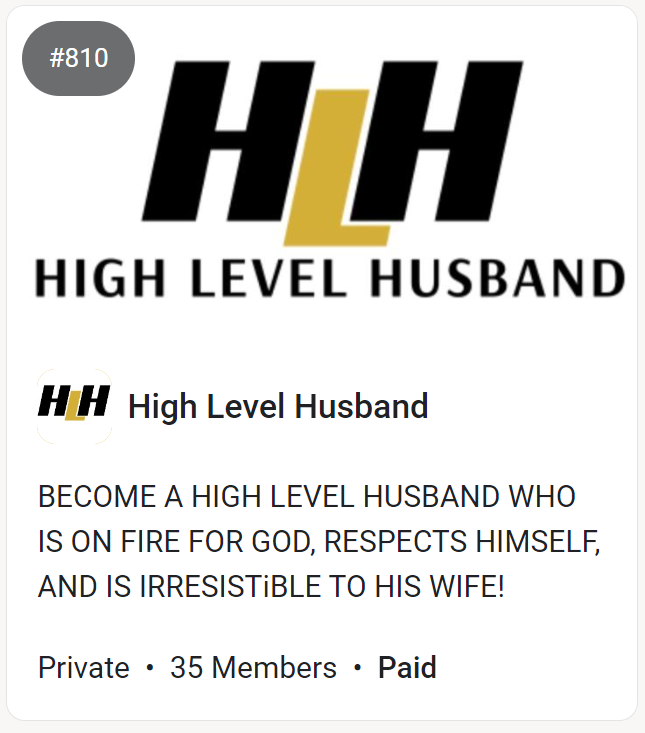 #810
HLH
HIGH LEVEL HUSBAND
HLH High Level Husband
BECOME A HIGH LEVEL HUSBAND WHO
IS ON FIRE FOR GOD, RESPECTS HIMSELF,
AND IS IRRESISTiBLE TO HIS WIFE!
Private • 35 Members • Paid